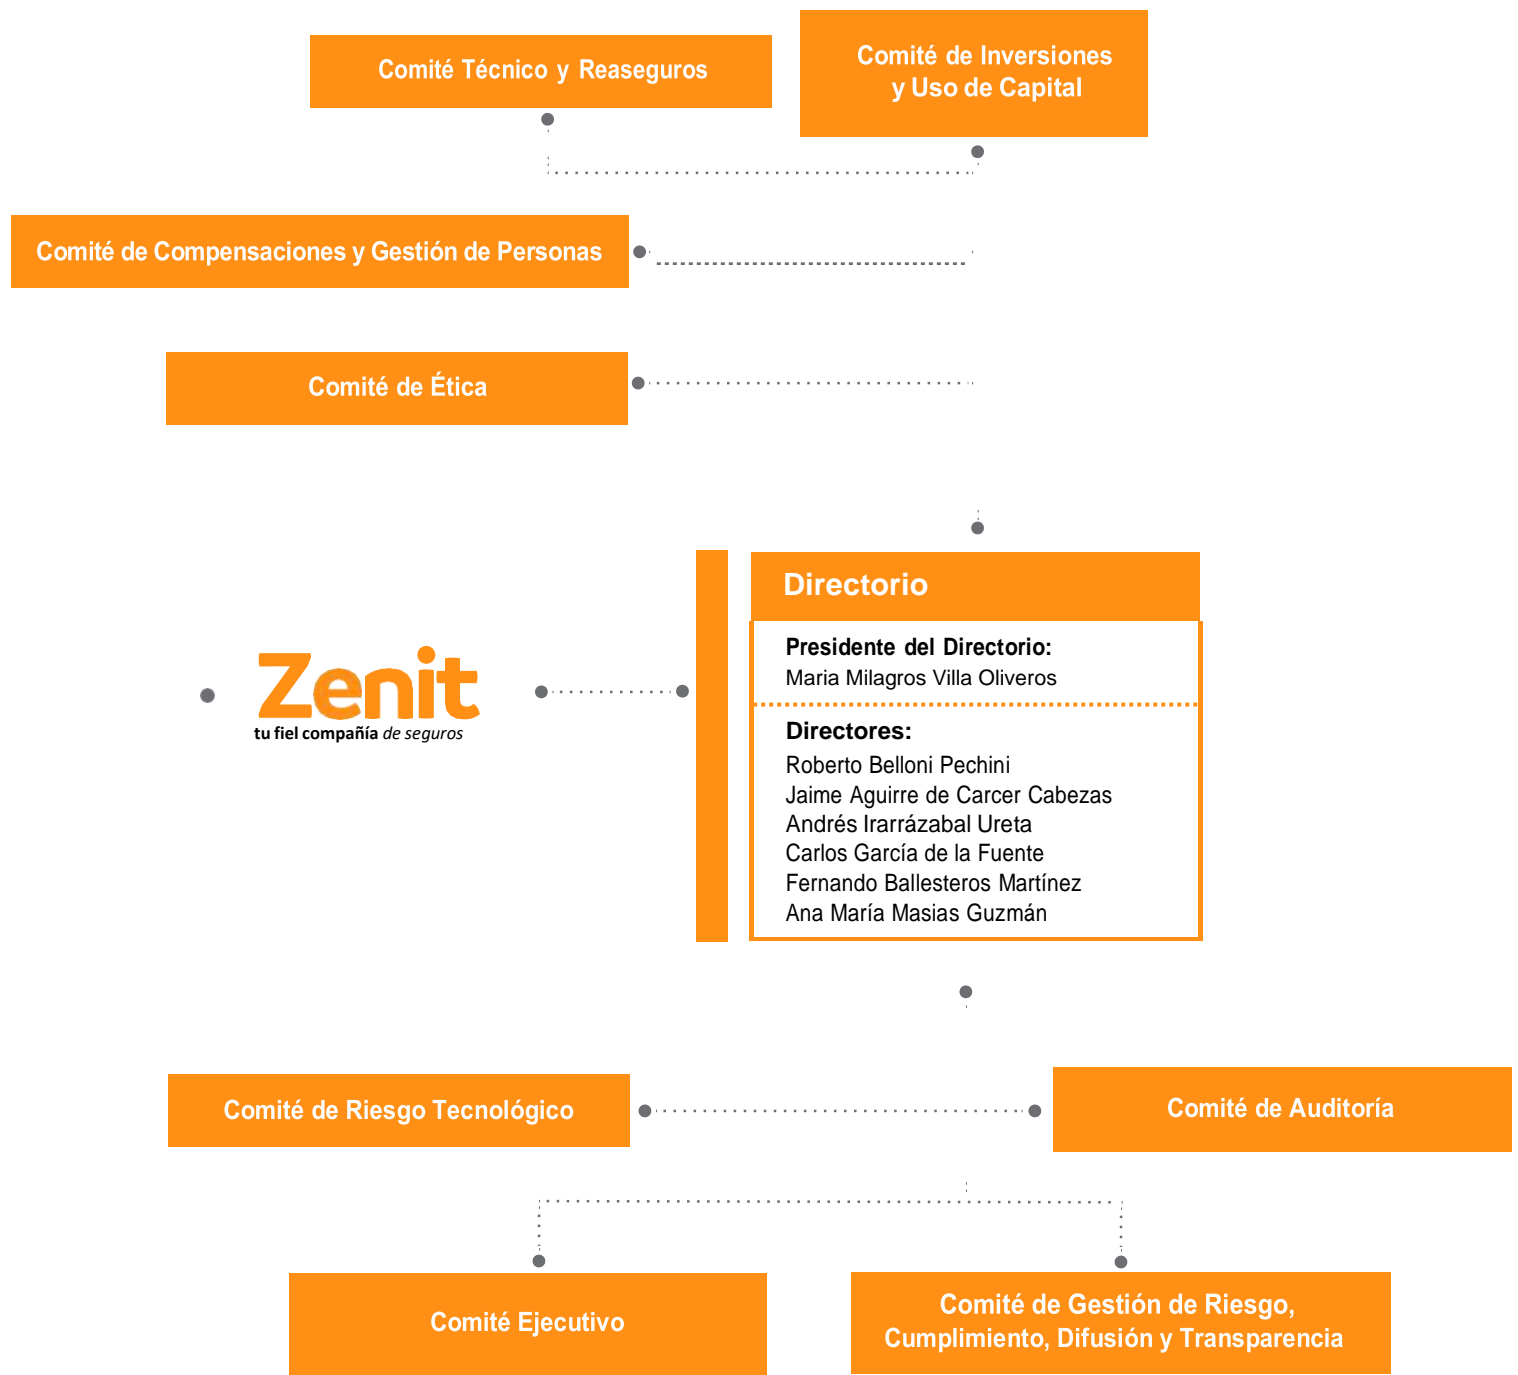 Comité Técnico y Reaseguros
Comité de Inversiones
y Uso de Capital
Comité de Compensaciones y Gestión de Personas
Comité de Ética
Zenit
tu fiel compañía de seguros
Directorio
Presidente del Directorio:
Maria Milagros Villa Oliveros
Directores:
Roberto Belloni Pechini
Jaime Aguirre de Carcer Cabezas
Andrés Irarrázabal Ureta
Carlos García de la Fuente
Fernando Ballesteros Martínez
Ana María Masias Guzmán
Comité de Riesgo Tecnológico
Comité de Auditoría
Comité Ejecutivo
Comité de Gestión de Riesgo,
Cumplimiento, Difusión y Transparencia